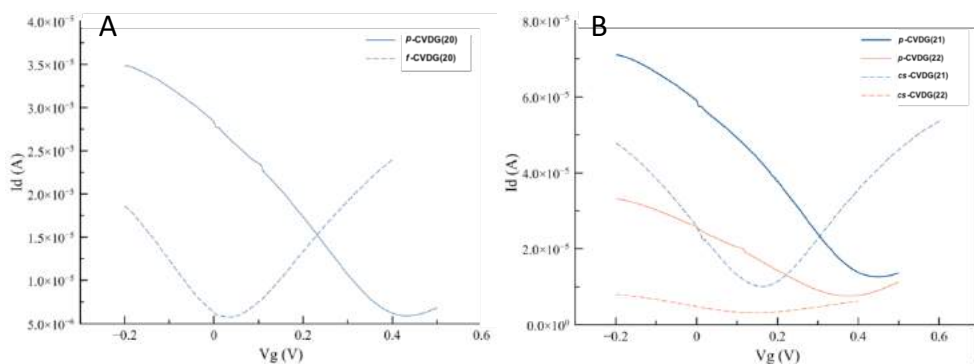 A
4.0×10⁻⁵
3.5×10⁻⁵
3.0×10⁻⁵
2.5×10⁻⁵
2.0×10⁻⁵
1.5×10⁻⁵
1.0×10⁻⁵
5.0×10⁻⁶
Id (A)
p-CVDG(20)
f-CVDG(20)
−0.2
0
0.2
0.4
0.6
Vg (V)
B
8.0×10⁻⁵
6.0×10⁻⁵
4.0×10⁻⁵
2.0×10⁻⁵
0.0×10⁰
Id (A)
p-CVDG(21)
p-CVDG(22)
cs-CVDG(21)
cs-CVDG(22)
−0.2
0
0.2
0.4
0.6
Vg (V)